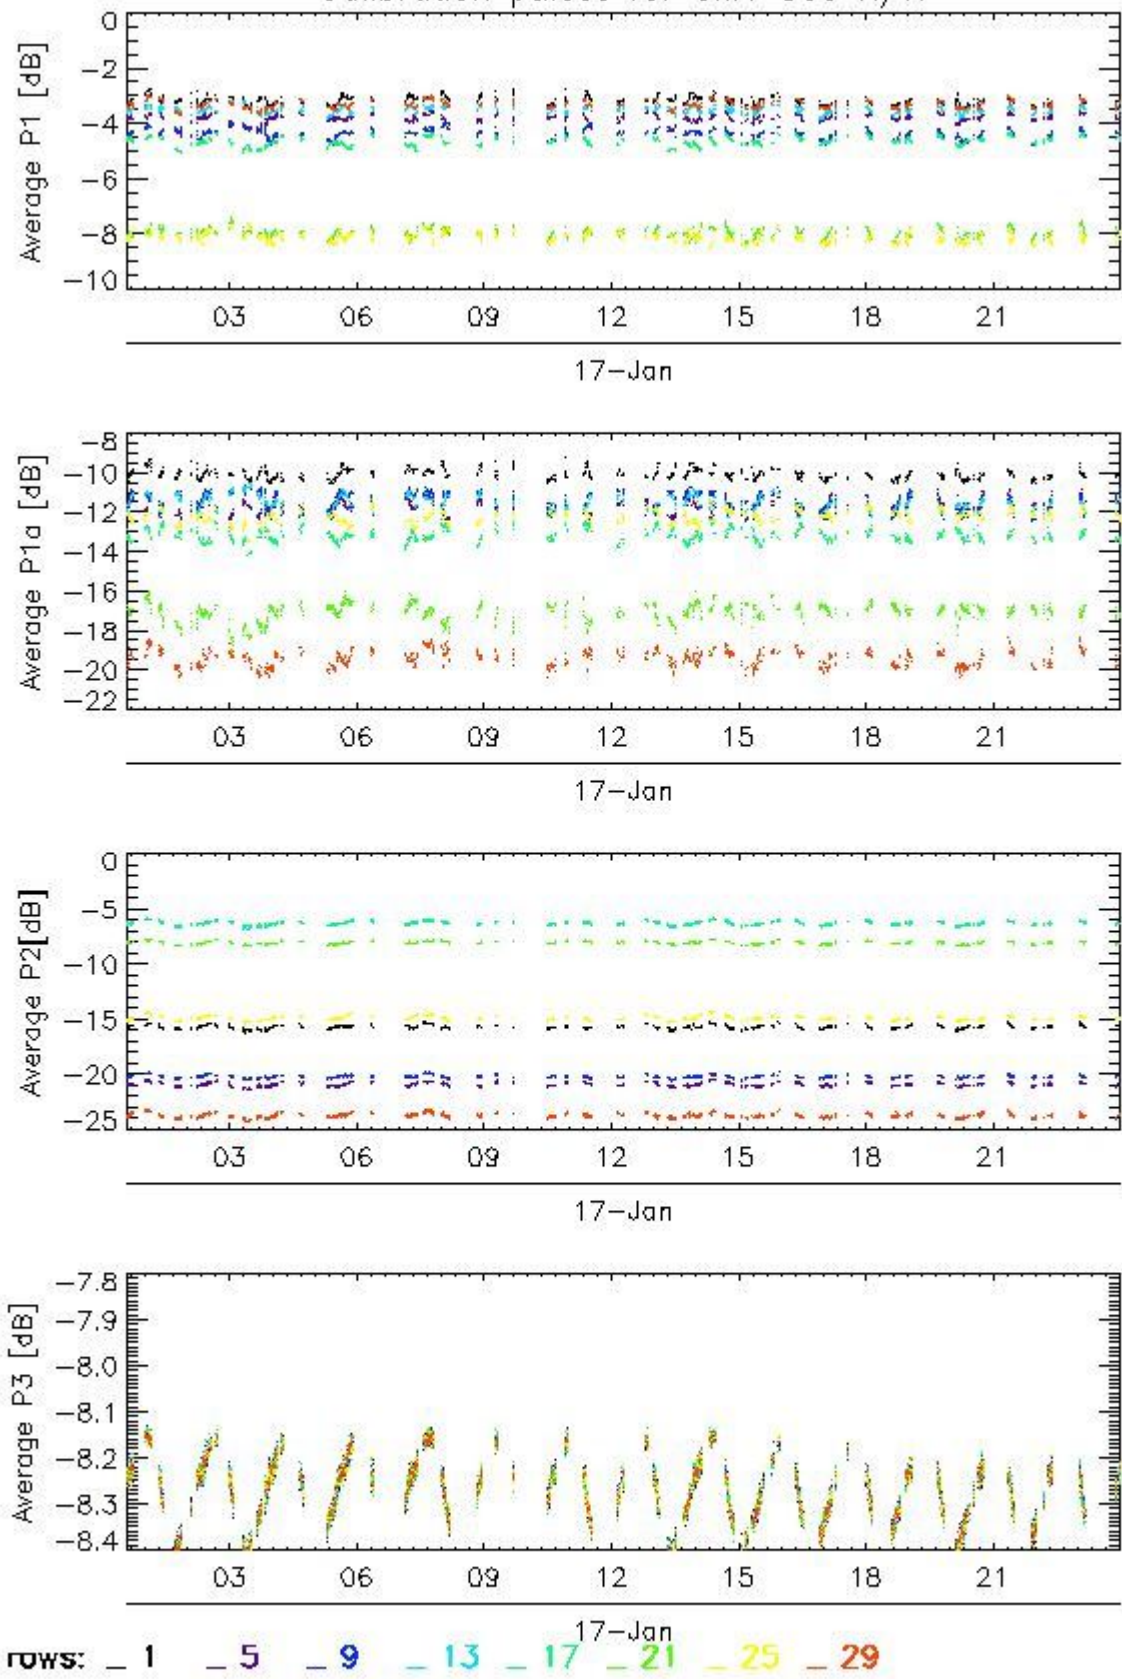 0
-2
-4
-6
-8
-10
Average P1 [dB]
03 06 09 12 15 18 21
17-Jan
-8
-10
-12
-14
-16
-18
-20
-22
Average P1a [dB]
03 06 09 12 15 18 21
17-Jan
0
-5
-10
-15
-20
-25
Average P2[dB]
03 06 09 12 15 18 21
17-Jan
-7.8
-7.9
-8.0
-8.1
-8.2
-8.3
-8.4
Average P3 [dB]
03 06 09 12 15 18 21
17-Jan
rows: _ 1 _ 5 _ 9 _ 13 _ 17 _ 21 _ 25 _ 29